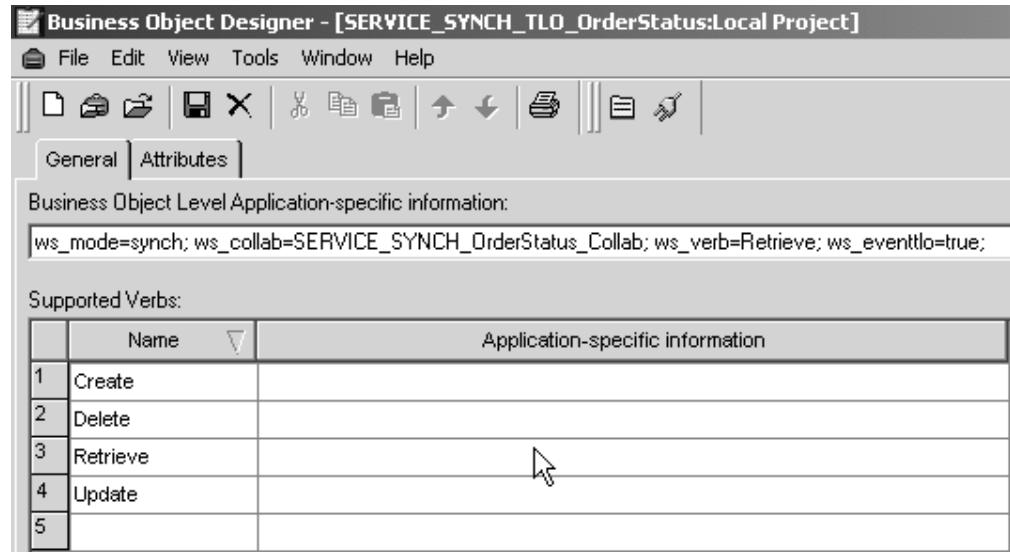 Business Object Designer - [SERVICE_SYNCH_TLO_OrderStatus:Local Project]
File Edit View Tools Window Help
General Attributes
Business Object Level Application-specific information:
ws_mode=synch; ws_collab=SERVICE_SYNCH_OrderStatus_Collab; ws_verb=Retrieve; ws_eventtlo=true;
Supported Verbs:
Name Application-specific information
1 Create
2 Delete
3 Retrieve
4 Update
5